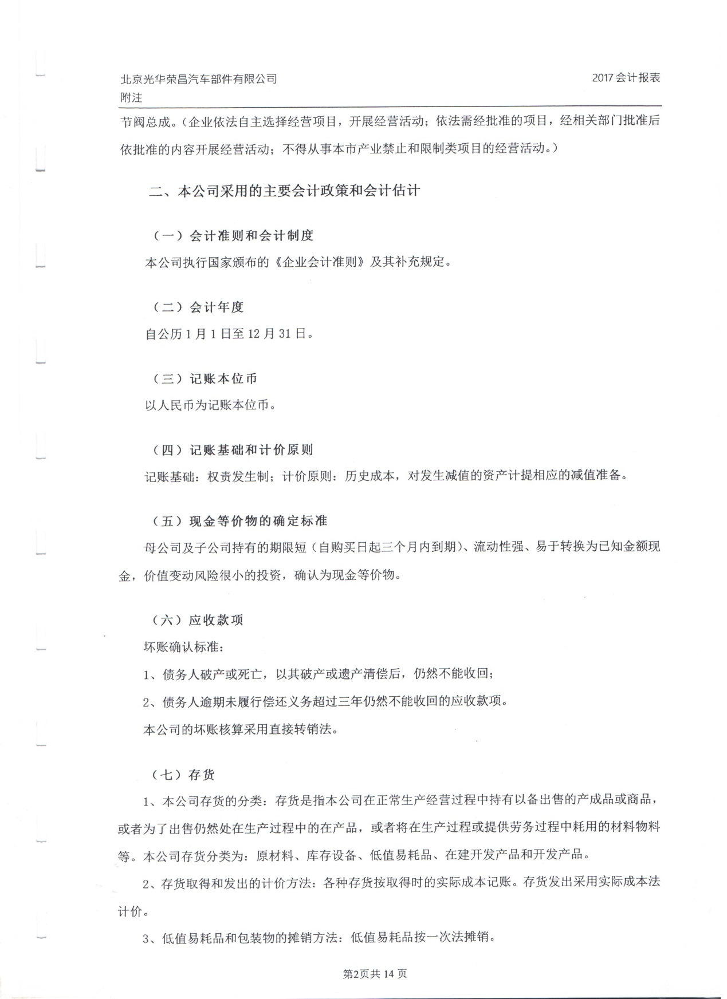 北京光华荣昌汽车部件有限公司 2017会计报表
附注
节阀总成。（企业依法自主选择经营项目，开展经营活动；依法需经批准的项目，经相关部门批准后
依批准的内容开展经营活动；不得从事本市产业禁止和限制类项目的经营活动。）
二、本公司采用的主要会计政策和会计估计
（一）会计准则和会计制度
本公司执行国家颁布的《企业会计准则》及其补充规定。
（二）会计年度
自公历 1 月 1 日至 12 月 31 日。
（三）记账本位币
以人民币为记账本位币。
（四）记账基础和计价原则
记账基础：权责发生制；计价原则：历史成本，对发生减值的资产计提相应的减值准备。
（五）现金等价物的确定标准
母公司及子公司持有的期限短（自购买日起三个月内到期）、流动性强、易于转换为已知金额现
金，价值变动风险很小的投资，确认为现金等价物。
（六）应收款项
坏账确认标准：
1、债务人破产或死亡，以其破产或遗产清偿后，仍然不能收回；
2、债务人逾期未履行偿还义务超过三年仍然不能收回的应收款项。
本公司的坏账核算采用直接转销法。
（七）存货
1、本公司存货的分类：存货是指本公司在正常生产经营过程中持有以备出售的产成品或商品，
或者为了出售仍然处在生产过程中的在产品，或者将在生产过程或提供劳务过程中耗用的材料物料
等。本公司存货分类为：原材料、库存设备、低值易耗品、在建开发产品和开发产品。
2、存货取得和发出的计价方法：各种存货按取得时的实际成本记账。存货发出采用实际成本法
计价。
3、低值易耗品和包装物的摊销方法：低值易耗品按一次法摊销。
第2页共 14 页